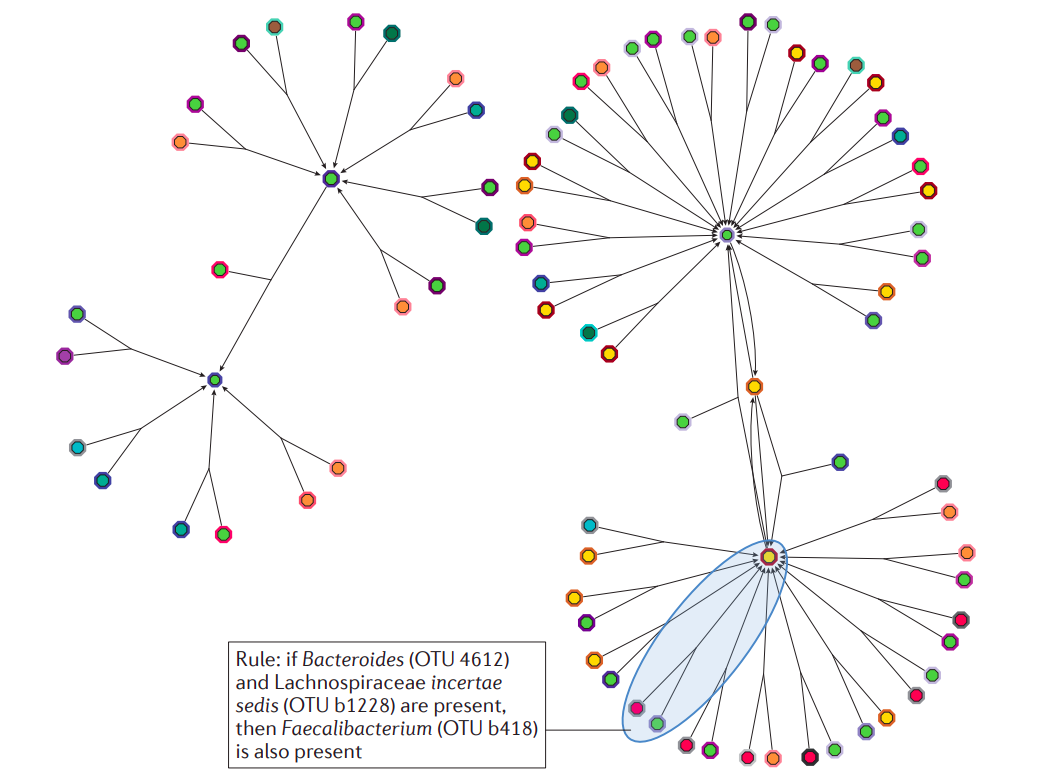 Rule: if Bacteroides (OTU 4612)
and Lachnospiraceae incertae
sedis (OTU b1228) are present,
then Faecalibacterium (OTU b418)
is also present